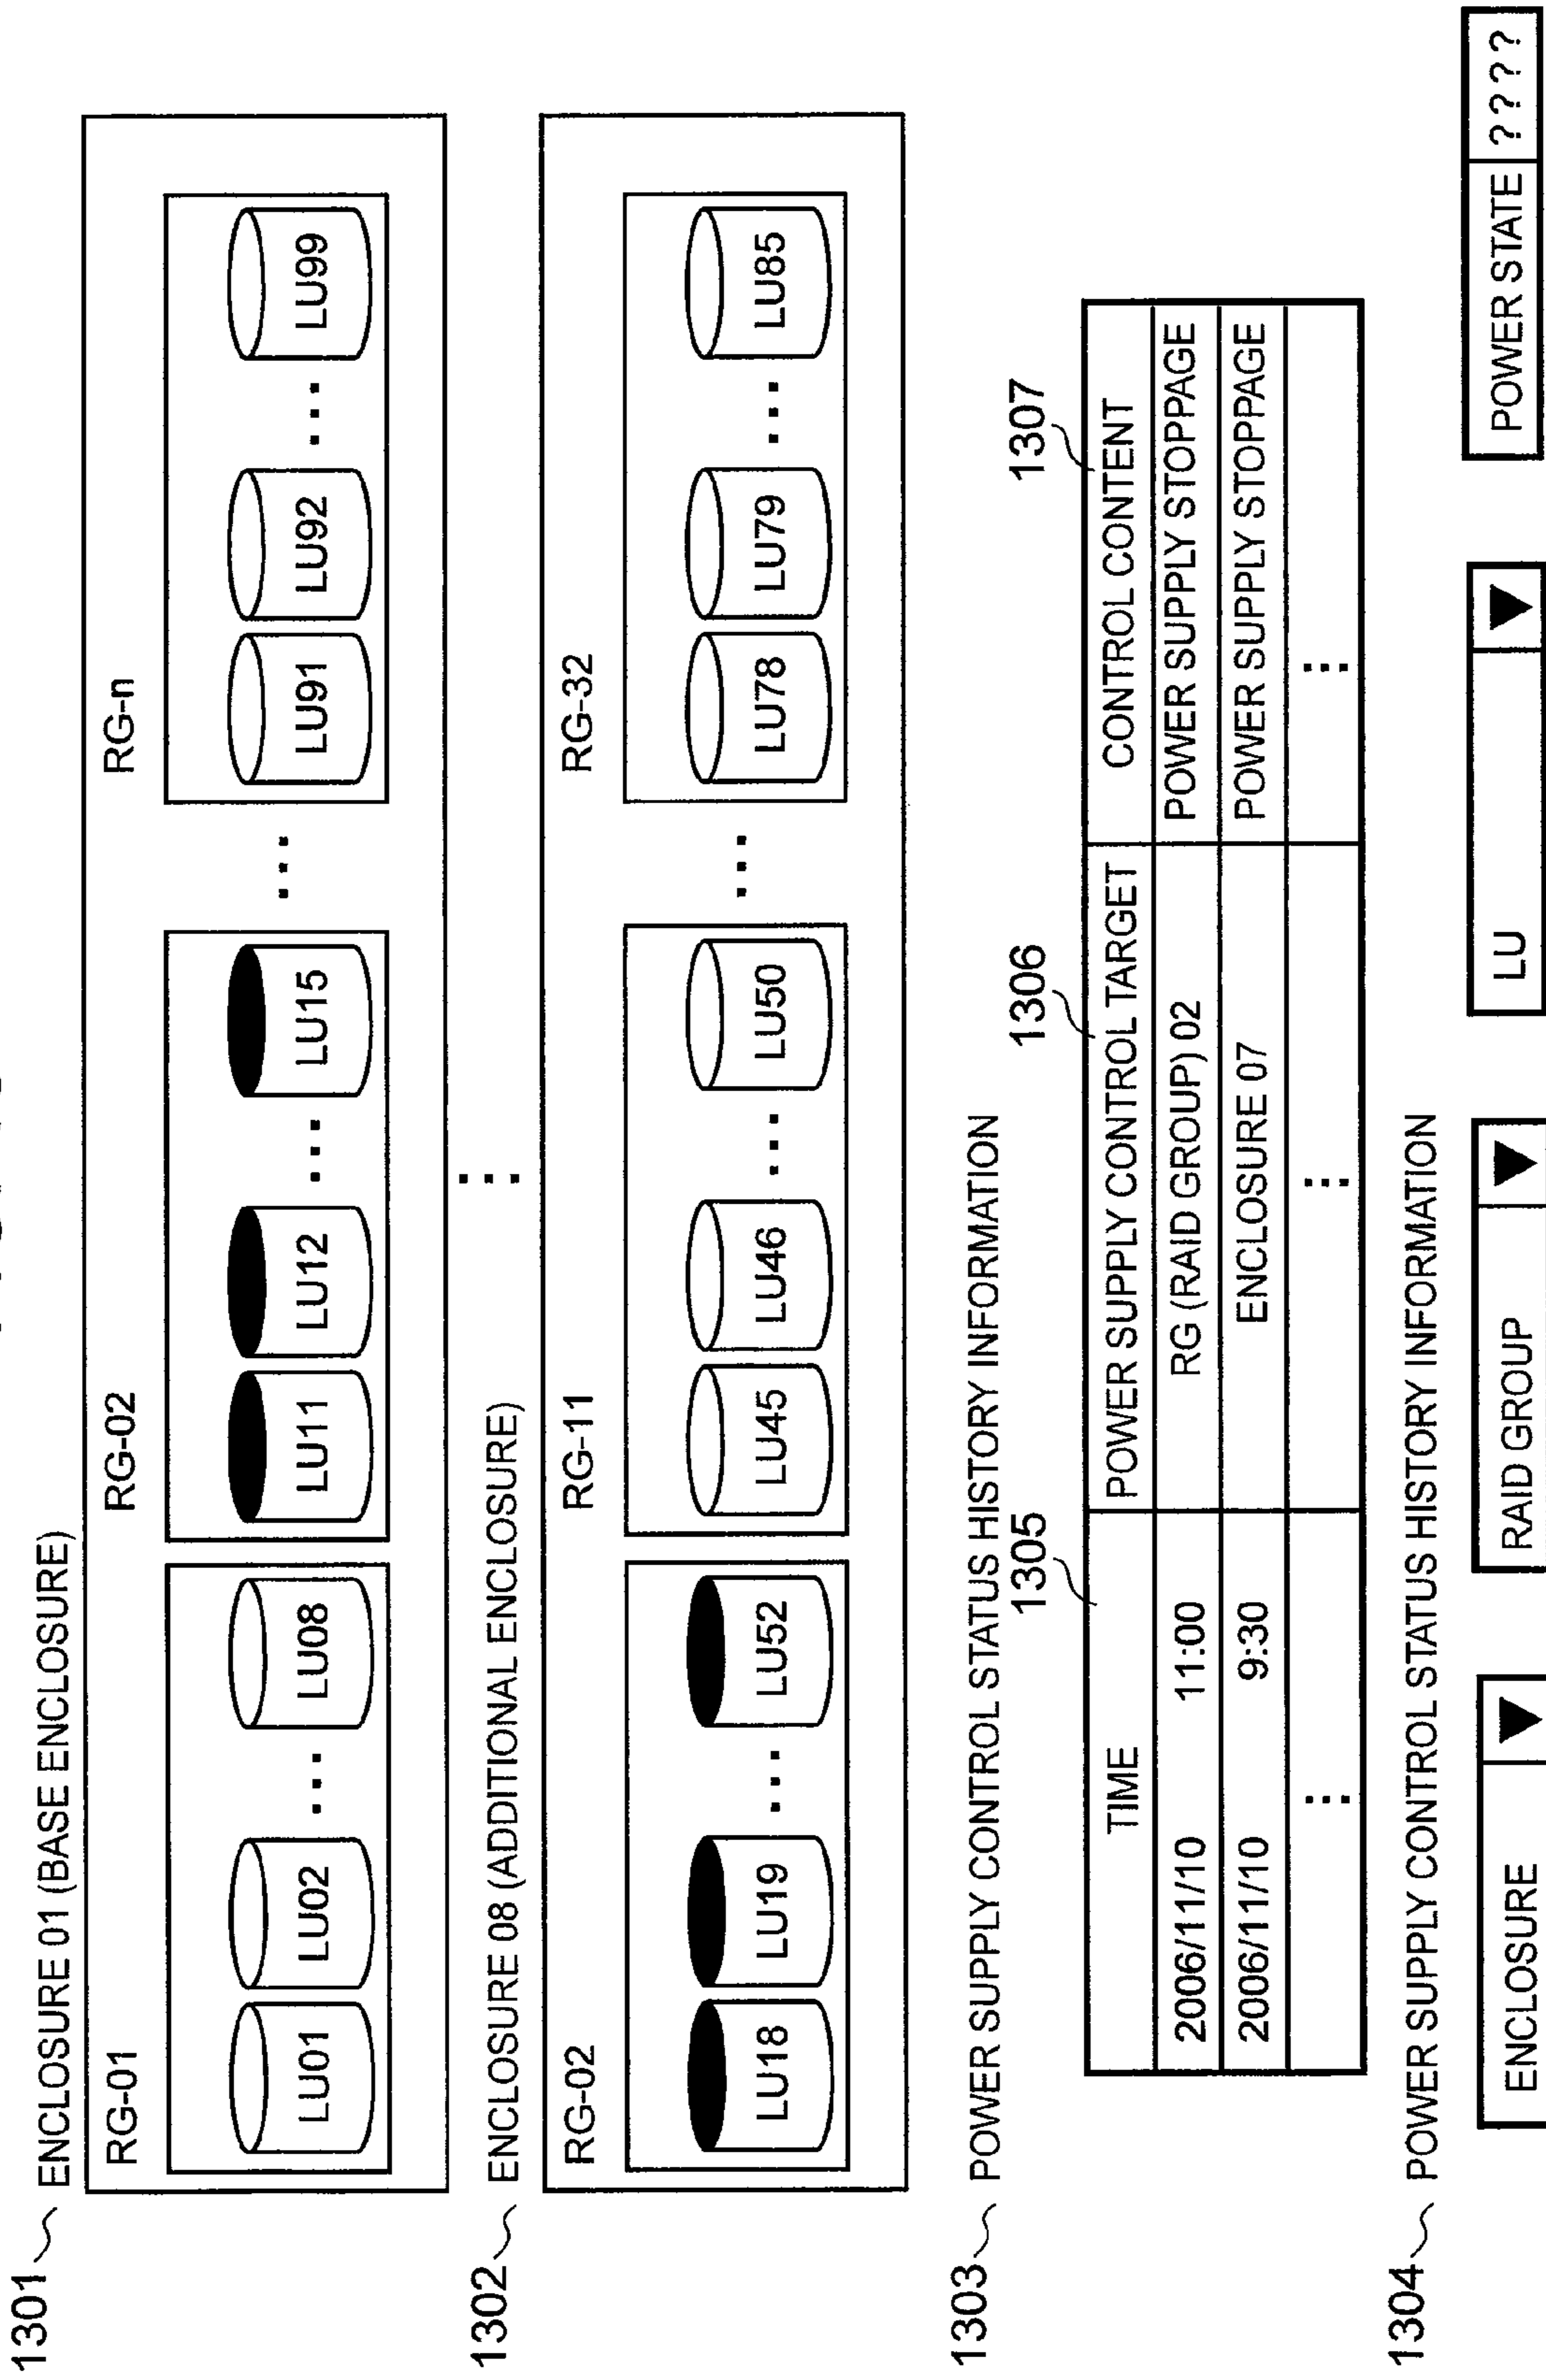 1301 ENCLOSURE 01 (BASE ENCLOSURE)
RG-01 RG-02 RG-n
LU01 LU02 ... LU08 LU11 LU12 ... LU15 ... LU91 LU92 ... LU99
...
1302 ENCLOSURE 08 (ADDITIONAL ENCLOSURE)
RG-02 RG-11 RG-32
LU18 LU19 ... LU52 LU45 LU46 ... LU50 ... LU78 LU79 ... LU85
1303 POWER SUPPLY CONTROL STATUS HISTORY INFORMATION
1305 1306 1307
TIME POWER SUPPLY CONTROL TARGET CONTROL CONTENT
2006/11/10 11:00 RG (RAID GROUP) 02 POWER SUPPLY STOPPAGE
2006/11/10 9:30 ENCLOSURE 07 POWER SUPPLY STOPPAGE
... ... ...
1304 POWER SUPPLY CONTROL STATUS HISTORY INFORMATION
ENCLOSURE ▼ RAID GROUP ▼ LU ▼ POWER STATE ????